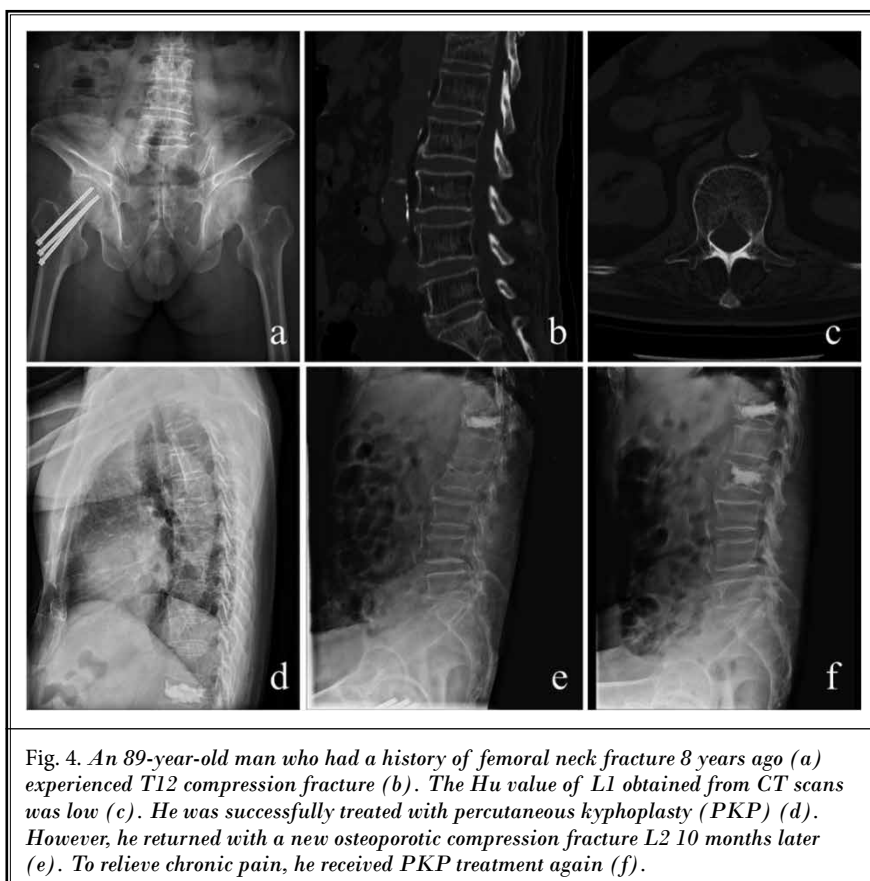 a
b
c
d
e
f
Fig. 4. An 89-year-old man who had a history of femoral neck fracture 8 years ago (a)
experienced T12 compression fracture (b). The Hu value of L1 obtained from CT scans
was low (c). He was successfully treated with percutaneous kyphoplasty (PKP) (d).
However, he returned with a new osteoporotic compression fracture L2 10 months later
(e). To relieve chronic pain, he received PKP treatment again (f).